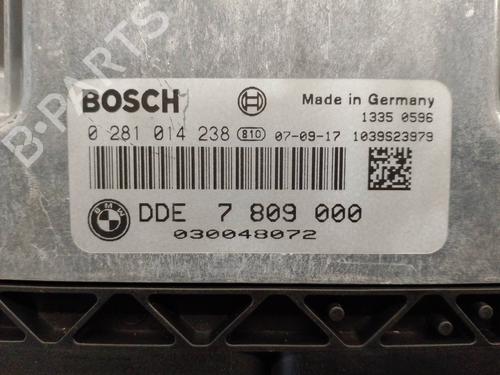 B-PARTS
BOSCH
Made in Germany
1335 0596
0 281 014 238 810 07-09-17 1039S23979
BMW
DDE 7 809 000
030048072